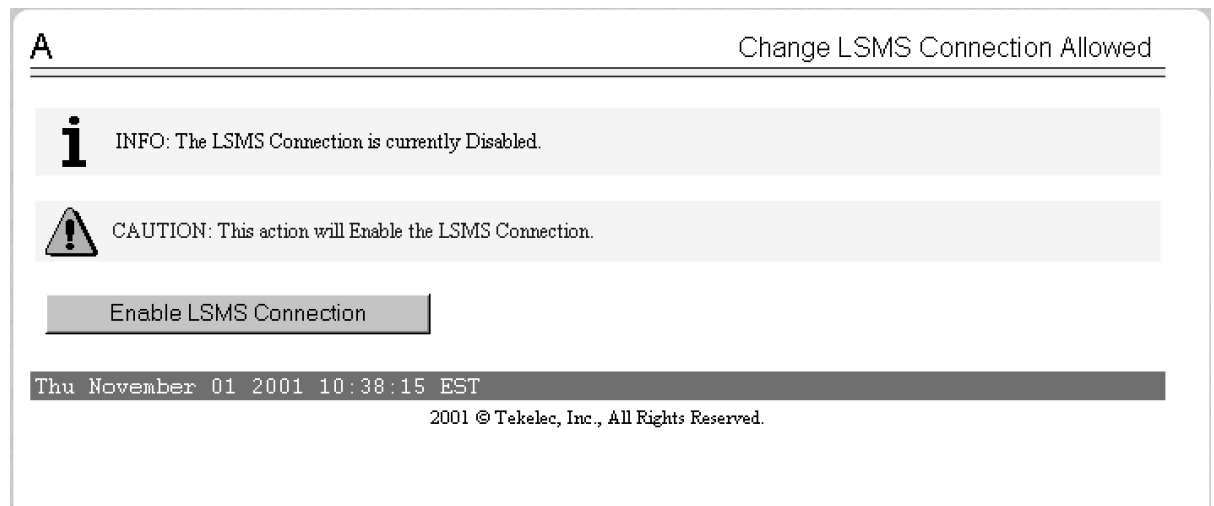 A
Change LSMS Connection Allowed
INFO: The LSMS Connection is currently Disabled.
CAUTION: This action will Enable the LSMS Connection.
Enable LSMS Connection
Thu November 01 2001 10:38:15 EST
2001 © Tekelec, Inc., All Rights Reserved.